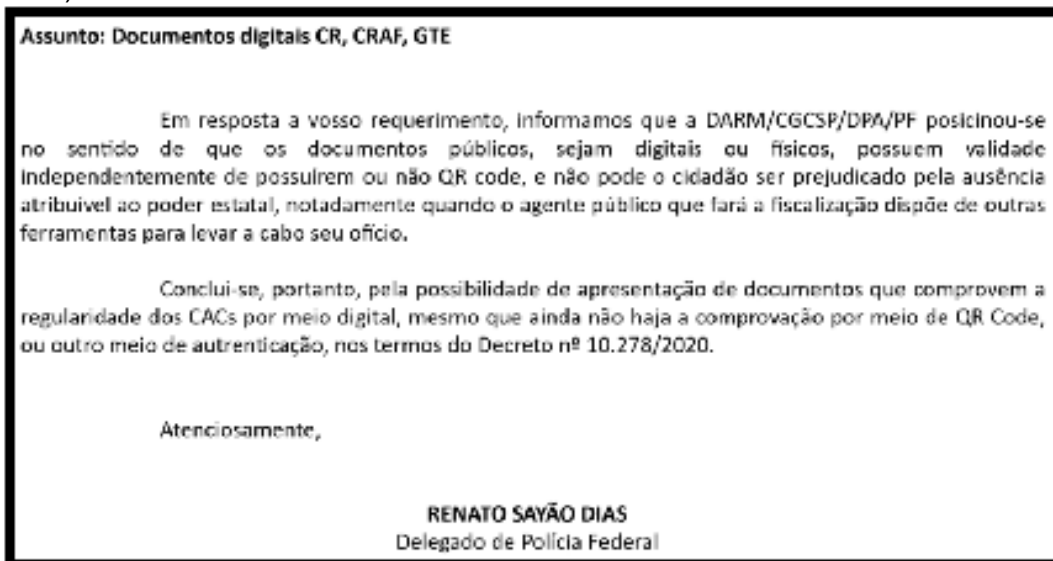 Assunto: Documentos digitais CR, CRAF, GTE
Em resposta a vosso requerimento, informamos que a DARM/CGCSP/DPA/PF posicinou-se
no sentido de que os documentos públicos, sejam digitais ou físicos, possuem validade
independentemente de possuirem ou não QR code, e não pode o cidadão ser prejudicado pela ausência
atribuivel ao poder estatal, notadamente quando o agente público que fará a fiscalização dispõe de outras
ferramentas para levar a cabo seu ofício.
Conclui-se, portanto, pela possibilidade de apresentação de documentos que comprovem a
regularidade dos CACs por meio digital, mesmo que ainda não haja a comprovação por meio de QR Code,
ou outro meio de autrenticação, nos termos do Decreto nº 10.278/2020.
Atenciosamente,
RENATO SAYÃO DIAS
Delegado de Polícia Federal